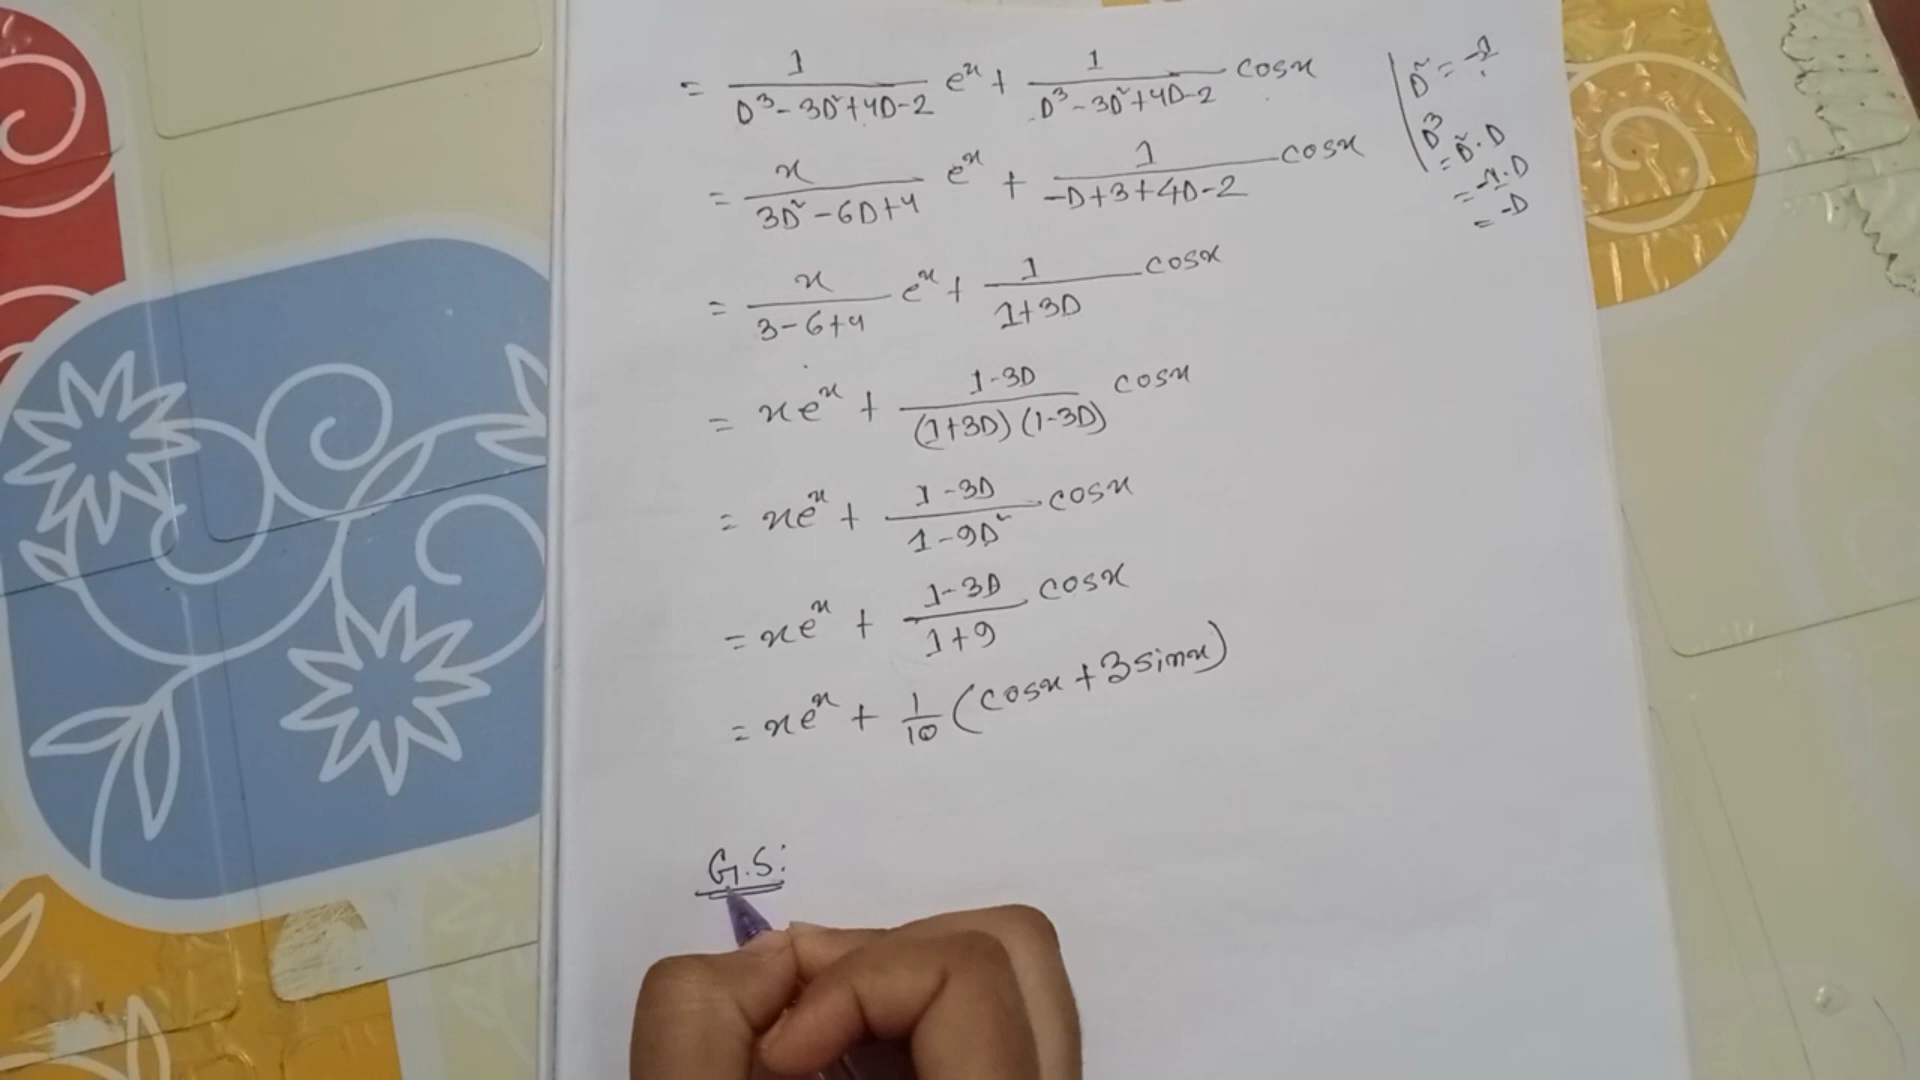 = 1/(D³-3D²+4D-2) eˣ + 1/(D³-3D²+4D-2) cosx
= x/(3D²-6D+4) eˣ + 1/(-D+3+4D-2) cosx
= x/(3-6+4) eˣ + 1/(1+3D) cosx
= xeˣ + (1-3D)/((1+3D)(1-3D)) cosx
= xeˣ + (1-3D)/(1-9D²) cosx
= xeˣ + (1-3D)/(1+9) cosx
= xeˣ + 1/10 (cosx+3sinx)
G.S:
D² = -1
D³
= D².D
= -1.D
= -D